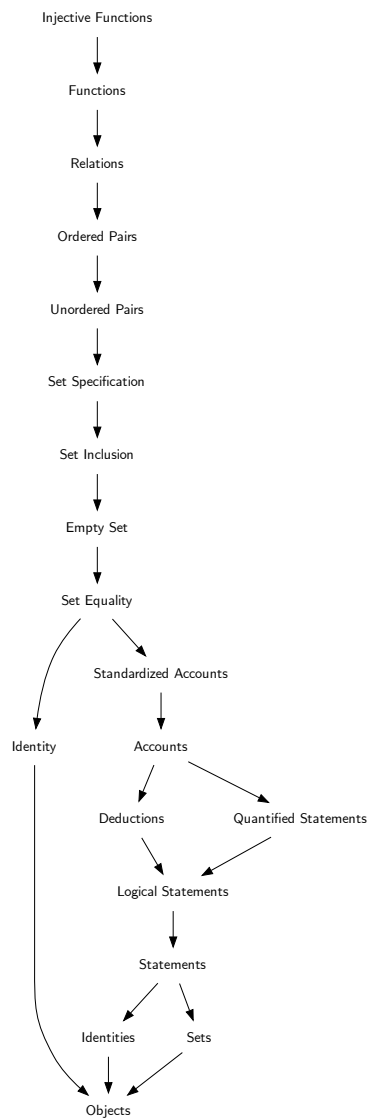 Injective Functions
Functions
Relations
Ordered Pairs
Unordered Pairs
Set Specification
Set Inclusion
Empty Set
Set Equality
Standardized Accounts
Identity
Accounts
Deductions
Quantified Statements
Logical Statements
Statements
Identities
Sets
Objects